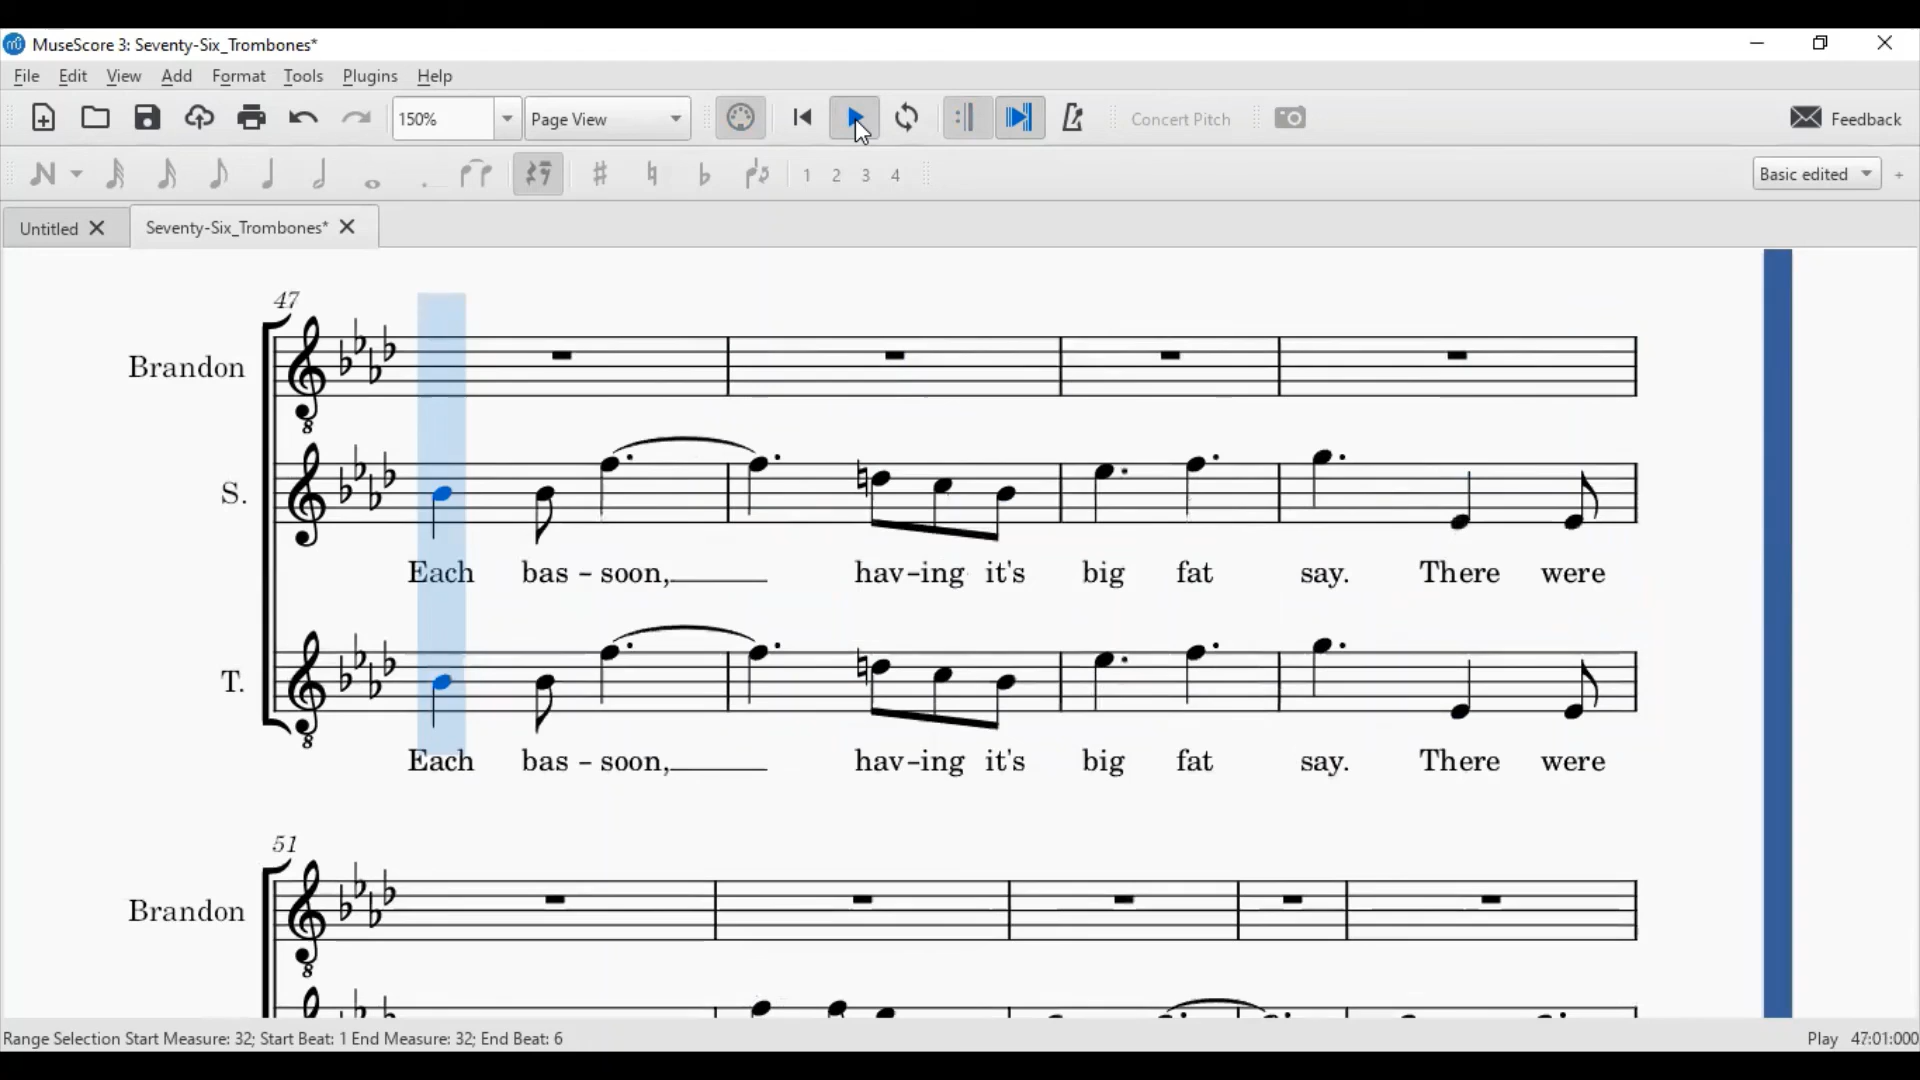 MuseScore 3: Seventy-Six_Trombones*
File Edit View Add Format Tools Plugins Help
150% Page View Concert Pitch Feedback
1 2 3 4 Basic edited
Untitled Seventy-Six_Trombones*
47
Brandon
8
S.
Each bas - soon, hav-ing it's big fat say. There were
T.
8
Each bas - soon, hav-ing it's big fat say. There were
51
Brandon
8
Range Selection Start Measure: 32; Start Beat: 1 End Measure: 32; End Beat: 6 Play 47:01:000